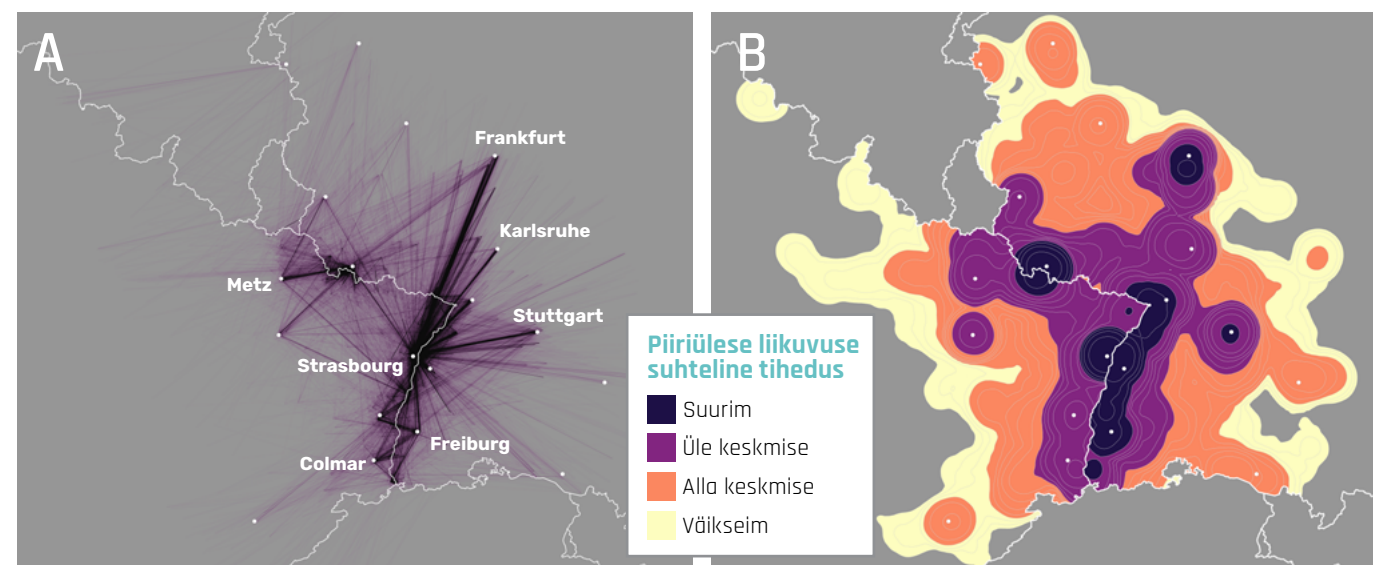 A
B
Frankfurt
Karlsruhe
Metz
Stuttgart
Strasbourg
Freiburg
Colmar
Piiriülese liikuvuse
suhteline tihedus
Suurim
Üle keskmise
Alla keskmise
Väikseim